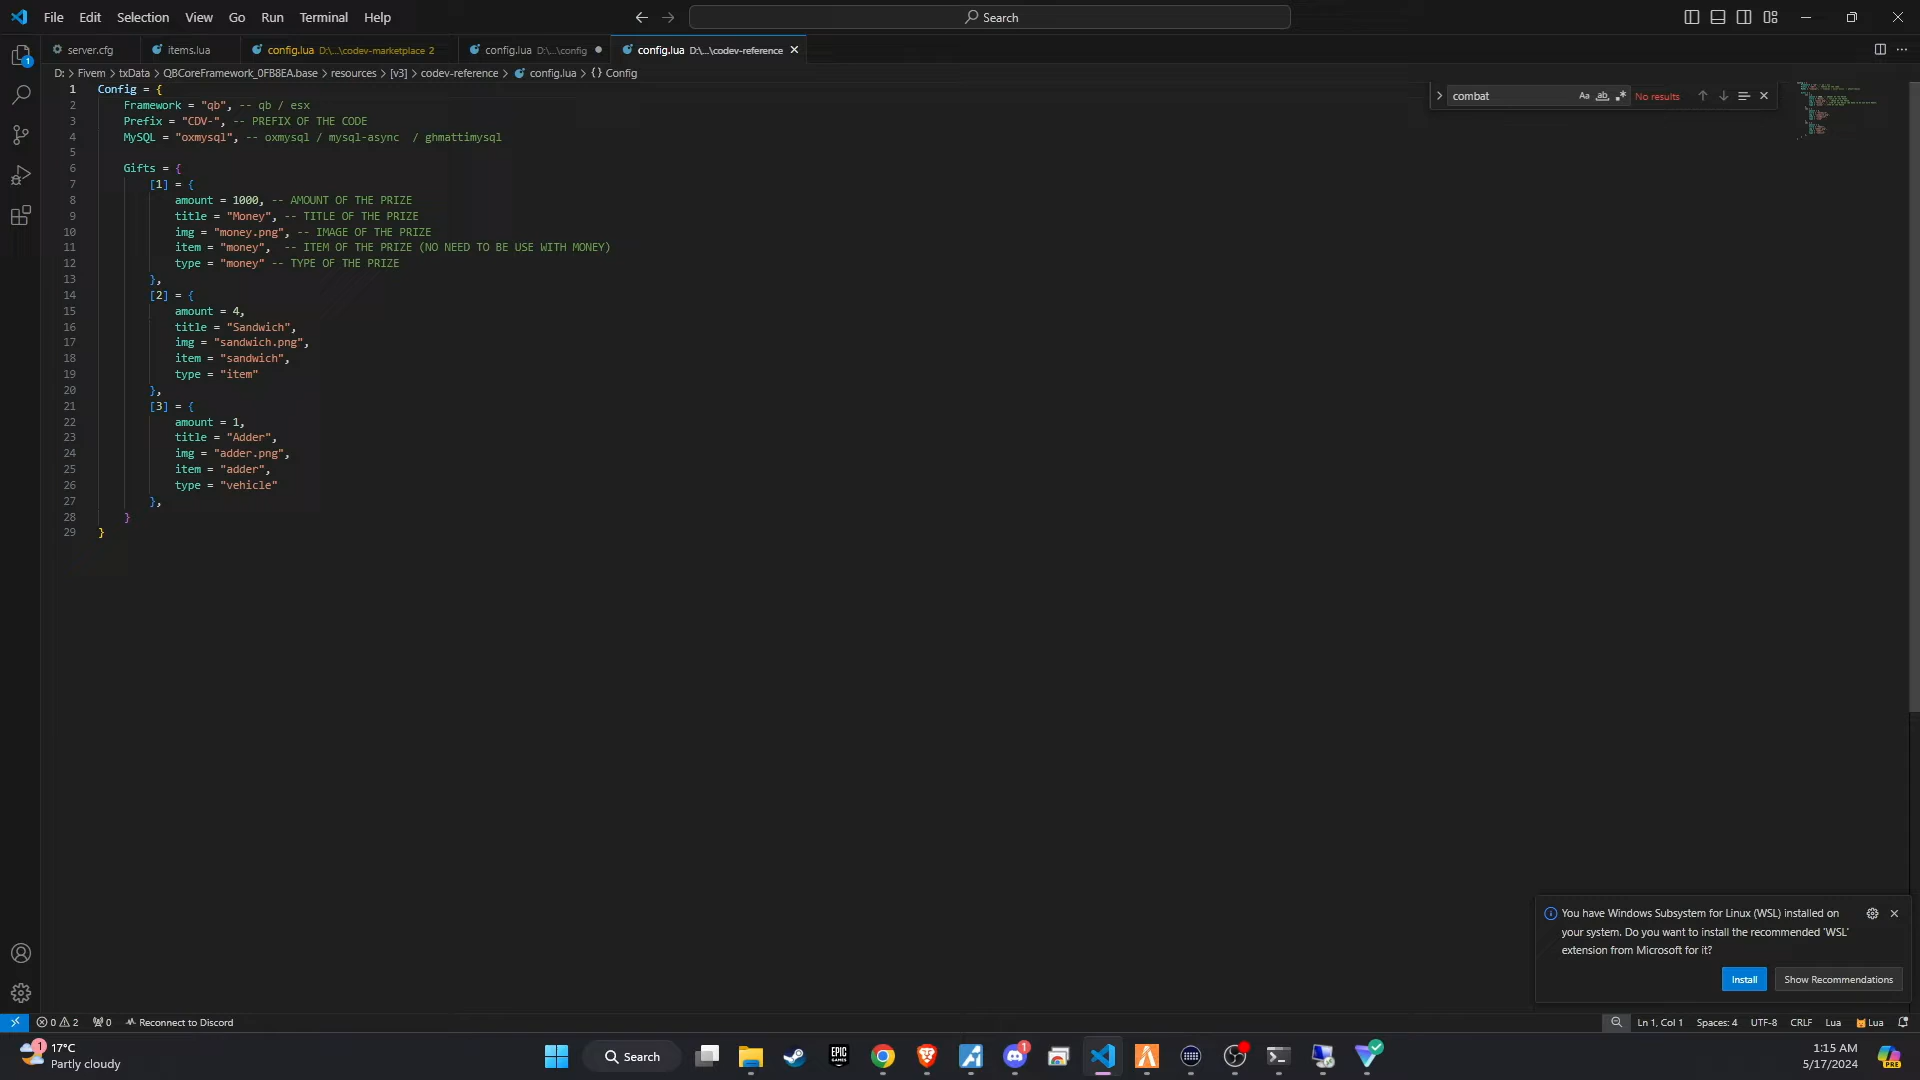 File Edit Selection View Go Run Terminal Help
Search
server.cfg
items.lua
config.lua D:\...\codev-marketplace 2
config.lua D:\...\config
config.lua D:\...\codev-reference
D: > Fivem > txData > QBCoreFramework_0FB8EA.base > resources > [v3] > codev-reference > config.lua > {} Config
combat
Aa ab
No results
1 Config = {
2 Framework = "qb", -- qb / esx
3 Prefix = "CDV-", -- PREFIX OF THE CODE
4 MySQL = "oxmysql", -- oxmysql / mysql-async  / ghmattimysql
5
6 Gifts = {
7 [1] = {
8 amount = 1000, -- AMOUNT OF THE PRIZE
9 title = "Money", -- TITLE OF THE PRIZE
10 img = "money.png", -- IMAGE OF THE PRIZE
11 item = "money",  -- ITEM OF THE PRIZE (NO NEED TO BE USE WITH MONEY)
12 type = "money" -- TYPE OF THE PRIZE
13 },
14 [2] = {
15 amount = 4,
16 title = "Sandwich",
17 img = "sandwich.png",
18 item = "sandwich",
19 type = "item"
20 },
21 [3] = {
22 amount = 1,
23 title = "Adder",
24 img = "adder.png",
25 item = "adder",
26 type = "vehicle"
27 },
28 }
29 }
1
You have Windows Subsystem for Linux (WSL) installed on
your system. Do you want to install the recommended 'WSL'
extension from Microsoft for it?
Install
Show Recommendations
0 2 0 Reconnect to Discord
Ln 1, Col 1 Spaces: 4 UTF-8 CRLF Lua Lua
1
17°C
Partly cloudy
Search
EPIC
GAMES
1
1:15 AM
5/17/2024
PRE